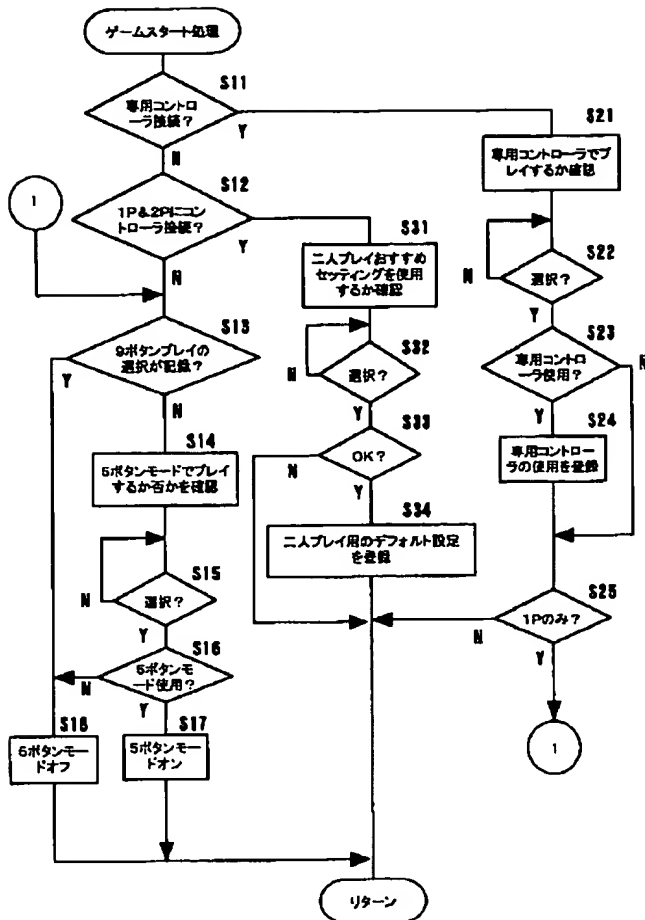 ゲームスタート処理
S11
専用コントロ
ーラ接続?
Y
N
S12
1P&2Pにコント
ローラ接続?
Y
N
1
S13
9ボタンプレイの
選択が記録?
Y
N
S14
5ボタンモードでプレイ
するか否かを確認
S15
選択?
N
Y
S16
5ボタンモ
ード使用?
N
Y
S18
5ボタンモー
ドオフ
S17
5ボタンモー
ドオン
S31
二人プレイおすすめ
セッティングを使用
するか確認
S32
選択?
N
Y
S33
OK?
N
Y
S34
二人プレイ用のデフォルト設定
を登録
S21
専用コントローラでプ
レイするか確認
S22
選択?
N
Y
S23
専用コントロ
ーラ使用?
N
Y
S24
専用コントロー
ラの使用を登録
S25
1Pのみ?
N
Y
1
リターン